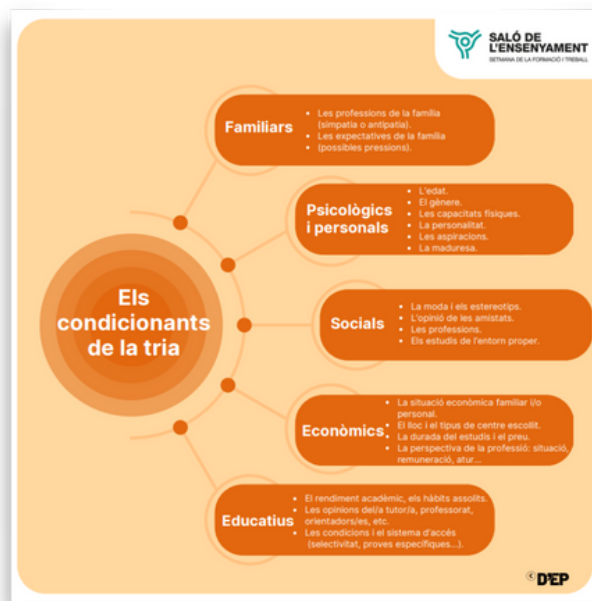 SALÓ DE
L'ENSENYAMENT
SETMANA DE LA FORMACIÓ I TREBALL
Familiars
• Les professions de la família
(simpatia o antipatia).
• Les expectatives de la família
• (possibles pressions).
Psicològics
i personals
• L'edat.
• El gènere.
• Les capacitats físiques.
• La personalitat.
• Les aspiracions.
• La maduresa.
Els
condicionants
de la tria
Socials
• La moda i els estereotips.
• L'opinió de les amistats.
• Les professions.
• Els estudis de l'entorn proper.
Econòmics
• La situació econòmica familiar i/o
personal.
• El lloc i el tipus de centre escollit.
• La durada del estudis i el preu.
• La perspectiva de la professió: situació,
remuneració, atur...
Educatius
• El rendiment acadèmic, els hàbits assolits.
• Les opinions del/a tutor/a, professorat,
orientadors/es, etc.
• Les condicions i el sistema d'accés
(selectivitat, proves específiques...).
© D'EP